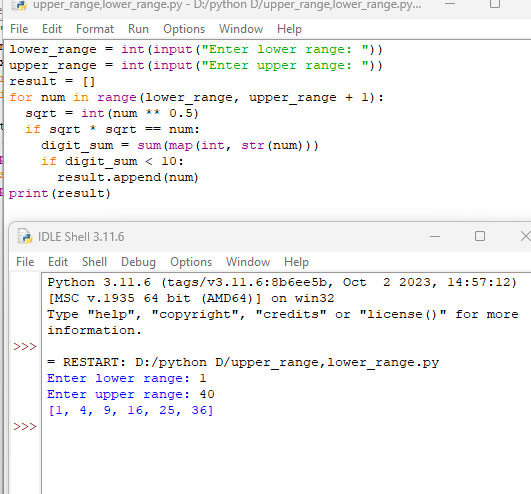 upper_range,lower_range.py - D:/python D/upper_range,lower_range.py...
File Edit Format Run Options Window Help
lower_range = int(input("Enter lower range: "))
upper_range = int(input("Enter upper range: "))
result = []
for num in range(lower_range, upper_range + 1):
  sqrt = int(num ** 0.5)
  if sqrt * sqrt == num:
    digit_sum = sum(map(int, str(num)))
    if digit_sum < 10:
      result.append(num)
print(result)
IDLE Shell 3.11.6
File Edit Shell Debug Options Window Help
Python 3.11.6 (tags/v3.11.6:8b6ee5b, Oct  2 2023, 14:57:12)
[MSC v.1935 64 bit (AMD64)] on win32
Type "help", "copyright", "credits" or "license()" for more
information.
>>>
= RESTART: D:/python D/upper_range,lower_range.py
Enter lower range: 1
Enter upper range: 40
[1, 4, 9, 16, 25, 36]
>>>